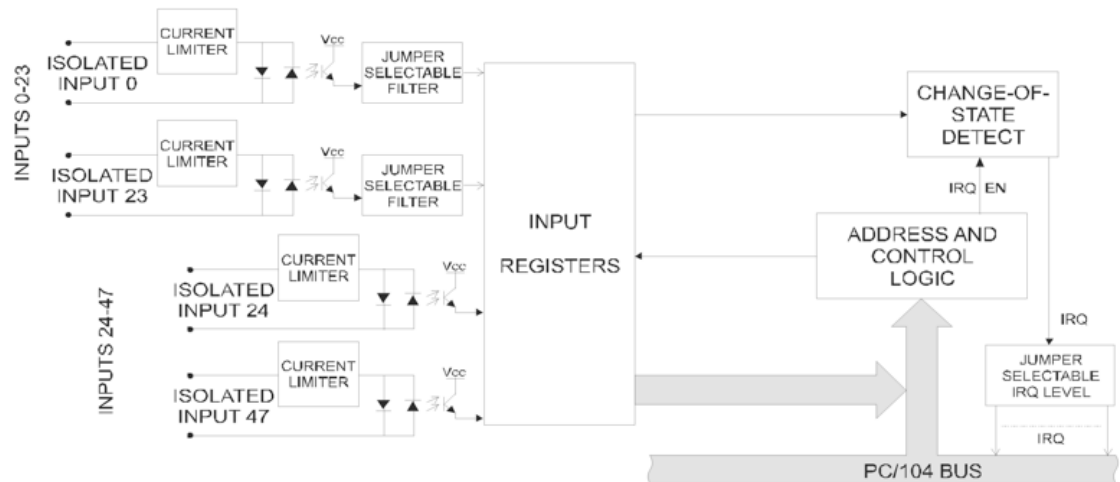 INPUTS 0-23
ISOLATED
INPUT 0
CURRENT
LIMITER
Vcc
JUMPER
SELECTABLE
FILTER
ISOLATED
INPUT 23
CURRENT
LIMITER
Vcc
JUMPER
SELECTABLE
FILTER
INPUTS 24-47
ISOLATED
INPUT 24
CURRENT
LIMITER
Vcc
ISOLATED
INPUT 47
CURRENT
LIMITER
Vcc
INPUT
REGISTERS
CHANGE-OF-
STATE
DETECT
IRQ EN
ADDRESS AND
CONTROL
LOGIC
IRQ
JUMPER
SELECTABLE
IRQ LEVEL
IRQ
PC/104 BUS